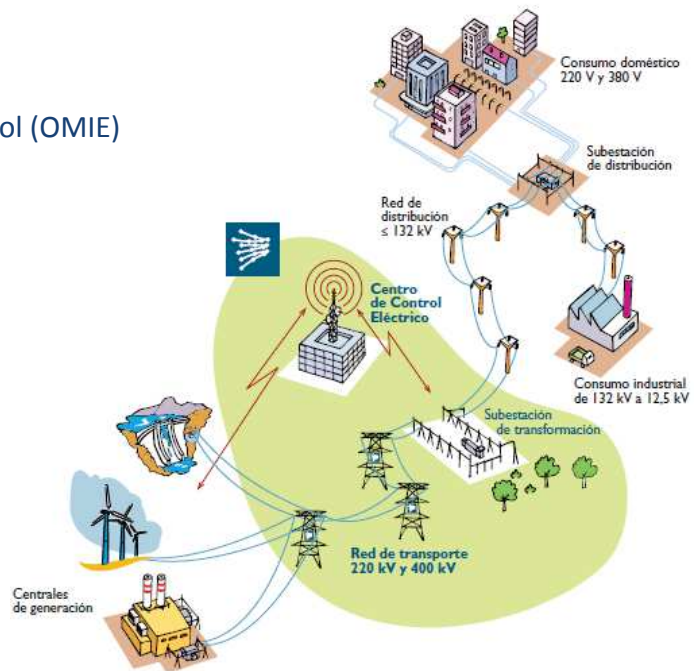 Consumo doméstico
220 V y 380 V
ol (OMIE)
Subestación
de distribución
Red de
distribución
≤ 132 kV
Centro
de Control
Eléctrico
Consumo industrial
de 132 kV a 12,5 kV
Subestación
de transformación
Red de transporte
220 kV y 400 kV
Centrales
de generación